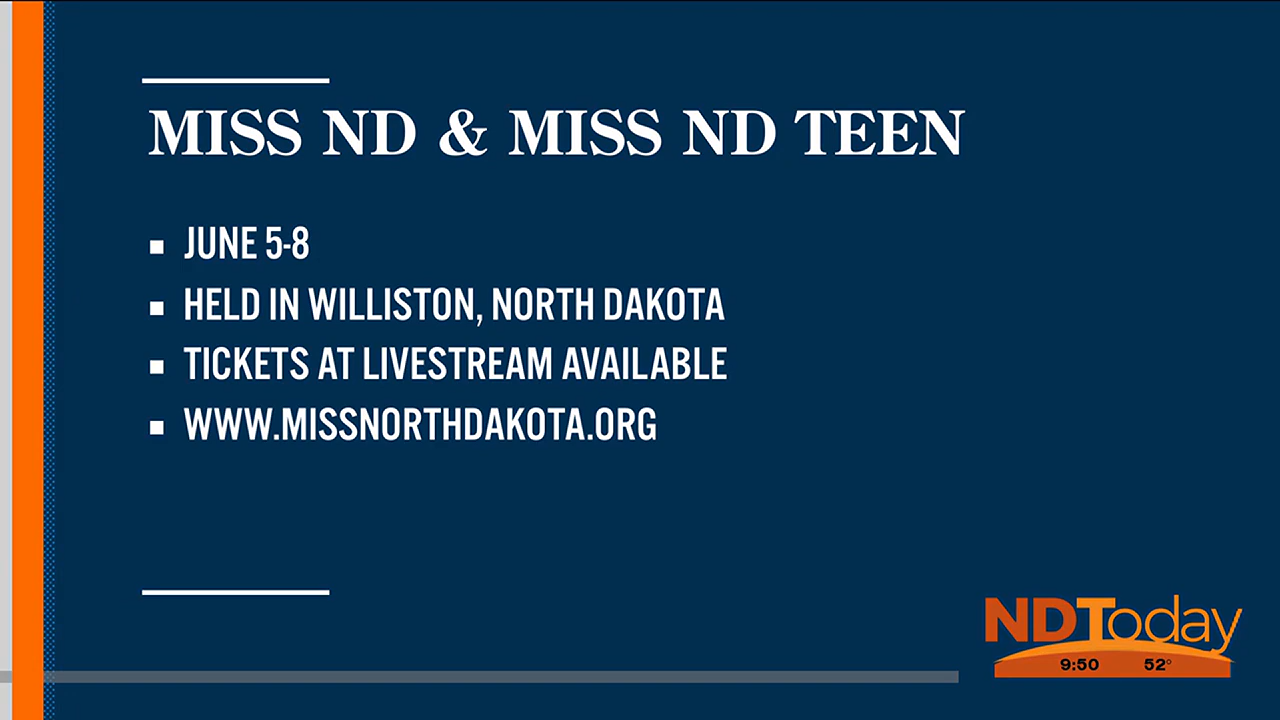 MISS ND & MISS ND TEEN
JUNE 5-8
HELD IN WILLISTON, NORTH DAKOTA
TICKETS AT LIVESTREAM AVAILABLE
WWW.MISSNORTHDAKOTA.ORG
NDToday
9:50 52°